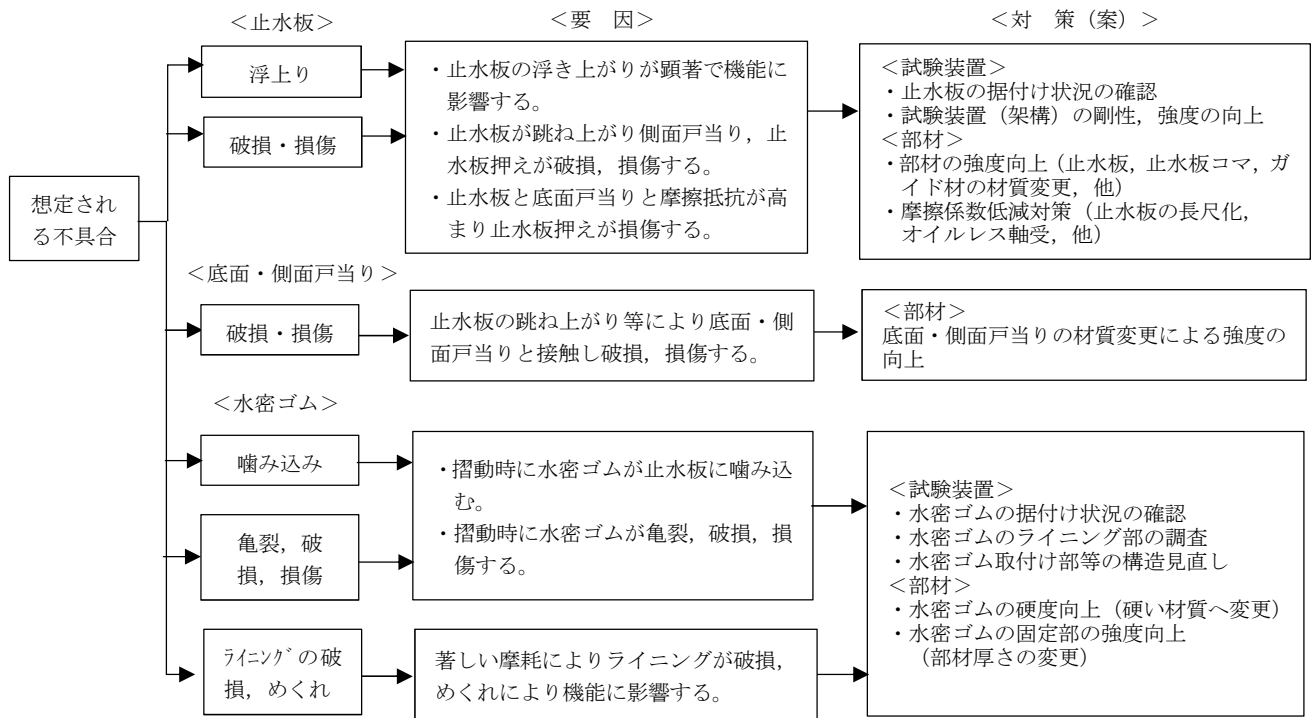 ＜止水板＞
＜要　因＞
＜対　策（案）＞
想定され
る不具合
浮上り
破損・損傷
・止水板の浮き上がりが顕著で機能に
影響する。
・止水板が跳ね上がり側面戸当り，止
水板押えが破損，損傷する。
・止水板と底面戸当りと摩擦抵抗が高
まり止水板押えが損傷する。
＜試験装置＞
・止水板の据付け状況の確認
・試験装置（架構）の剛性，強度の向上
＜部材＞
・部材の強度向上（止水板，止水板コマ，ガ
イド材の材質変更，他）
・摩擦係数低減対策（止水板の長尺化，
オイルレス軸受，他）
＜底面・側面戸当り＞
破損・損傷
止水板の跳ね上がり等により底面・側
面戸当りと接触し破損，損傷する。
＜部材＞
底面・側面戸当りの材質変更による強度の
向上
＜水密ゴム＞
噛み込み
亀裂，破
損，損傷
・摺動時に水密ゴムが止水板に噛み込
む。
・摺動時に水密ゴムが亀裂，破損，損
傷する。
ﾗｲﾆﾝｸﾞの破
損，めくれ
著しい摩耗によりライニングが破損，
めくれにより機能に影響する。
＜試験装置＞
・水密ゴムの据付け状況の確認
・水密ゴムのライニング部の調査
・水密ゴム取付け部等の構造見直し
＜部材＞
・水密ゴムの硬度向上（硬い材質へ変更）
・水密ゴムの固定部の強度向上
（部材厚さの変更）